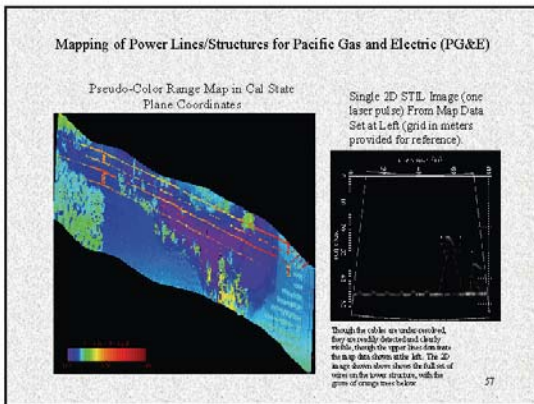 Mapping of Power Lines/Structures for Pacific Gas and Electric (PG&E)
Pseudo-Color Range Map in Cal State
Plane Coordinates
Single 2D STIL Image (one
laser pulse) From Map Data
Set at Left (grid in meters
provided for reference).
Though the cables are under-resolved,
they are readily detected and clearly
visible, though the upper lines dominate
the map data shown at the left. The 2D
image shown above shows the full set of
wires on the tower structure, with the
grove of orange trees below.
57